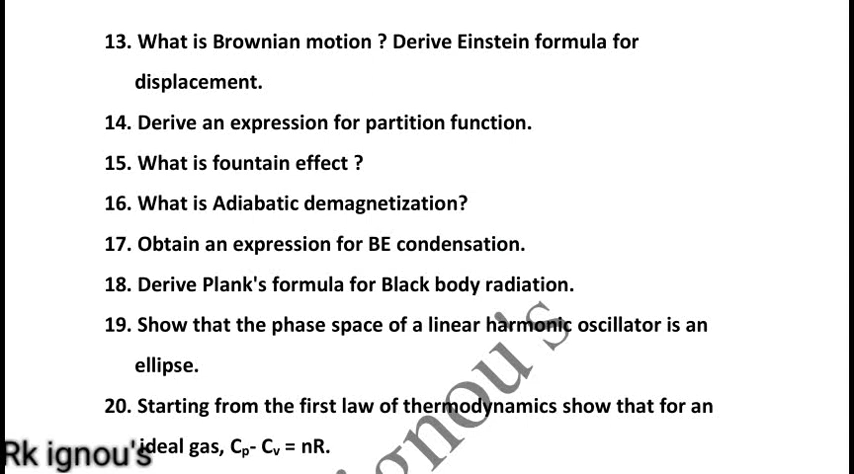 13. What is Brownian motion ? Derive Einstein formula for
displacement.
14. Derive an expression for partition function.
15. What is fountain effect ?
16. What is Adiabatic demagnetization?
17. Obtain an expression for BE condensation.
18. Derive Plank's formula for Black body radiation.
19. Show that the phase space of a linear harmonic oscillator is an
ellipse.
20. Starting from the first law of thermodynamics show that for an
ideal gas, Cp- Cv = nR.
Rk ignou's
gnou's